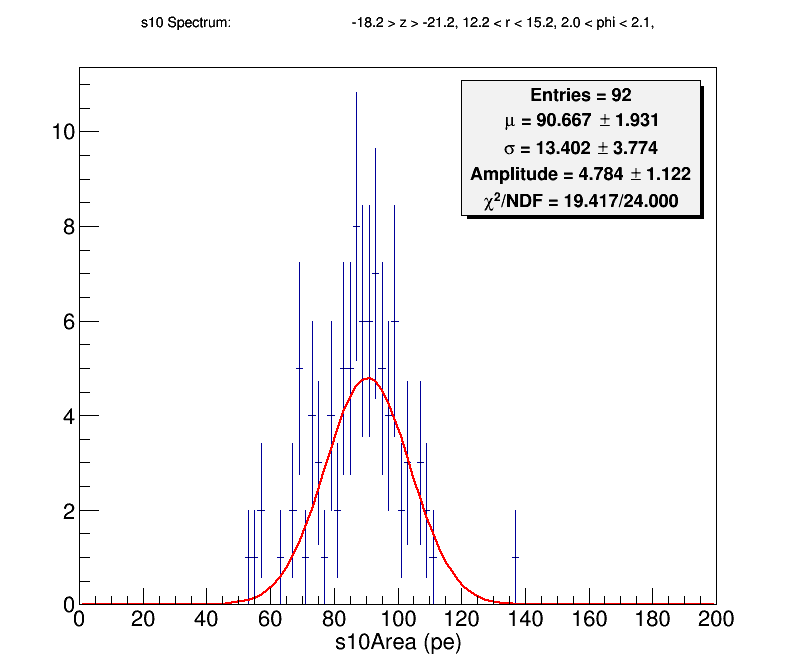 s10 Spectrum: -18.2 > z > -21.2, 12.2 < r < 15.2, 2.0 < phi < 2.1,
Entries = 92
μ = 90.667 ± 1.931
σ = 13.402 ± 3.774
Amplitude = 4.784 ± 1.122
χ²/NDF = 19.417/24.000
10
8
6
4
2
0
0 20 40 60 80 100 120 140 160 180 200
s10Area (pe)